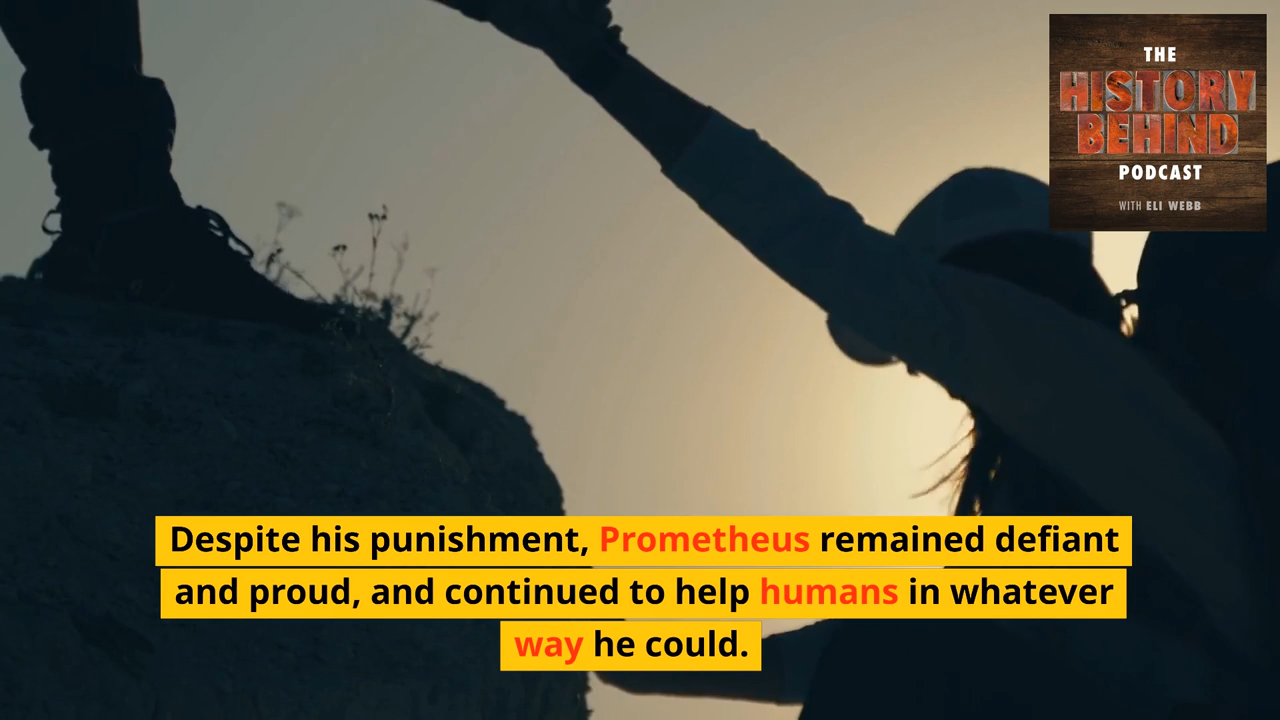 THE
HISTORY
BEHIND
PODCAST
WITH ELI WEBB
Despite his punishment, Prometheus remained defiant
and proud, and continued to help humans in whatever
way he could.